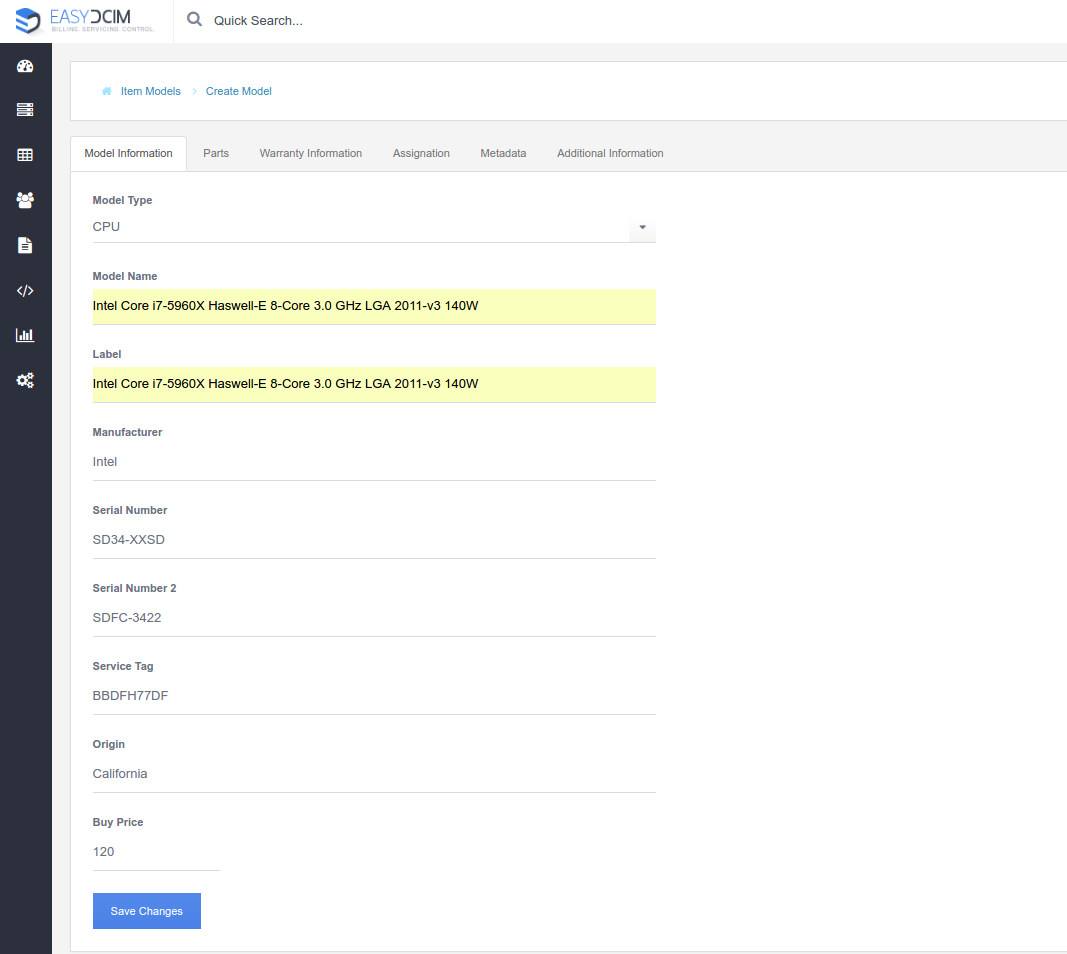 EASYDCIM
BILLING. SERVICING. CONTROL.
Quick Search...
Item Models > Create Model
Model Information Parts Warranty Information Assignation Metadata Additional Information
Model Type
CPU
Model Name
Intel Core i7-5960X Haswell-E 8-Core 3.0 GHz LGA 2011-v3 140W
Label
Intel Core i7-5960X Haswell-E 8-Core 3.0 GHz LGA 2011-v3 140W
Manufacturer
Intel
Serial Number
SD34-XXSD
Serial Number 2
SDFC-3422
Service Tag
BBDFH77DF
Origin
California
Buy Price
120
Save Changes